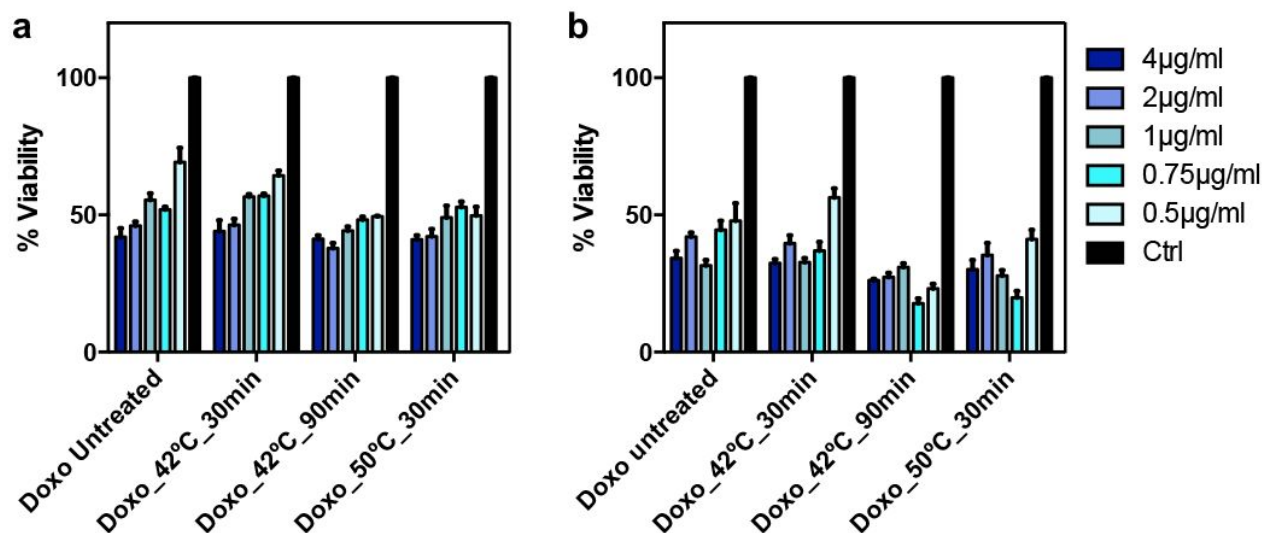 a
% Viability
100
50
0
Doxo Untreated
Doxo_42ºC_30min
Doxo_42ºC_90min
Doxo_50ºC_30min
b
% Viability
100
50
0
Doxo untreated
Doxo_42ºC_30min
Doxo_42ºC_90min
Doxo_50ºC_30min
4µg/ml
2µg/ml
1µg/ml
0.75µg/ml
0.5µg/ml
Ctrl